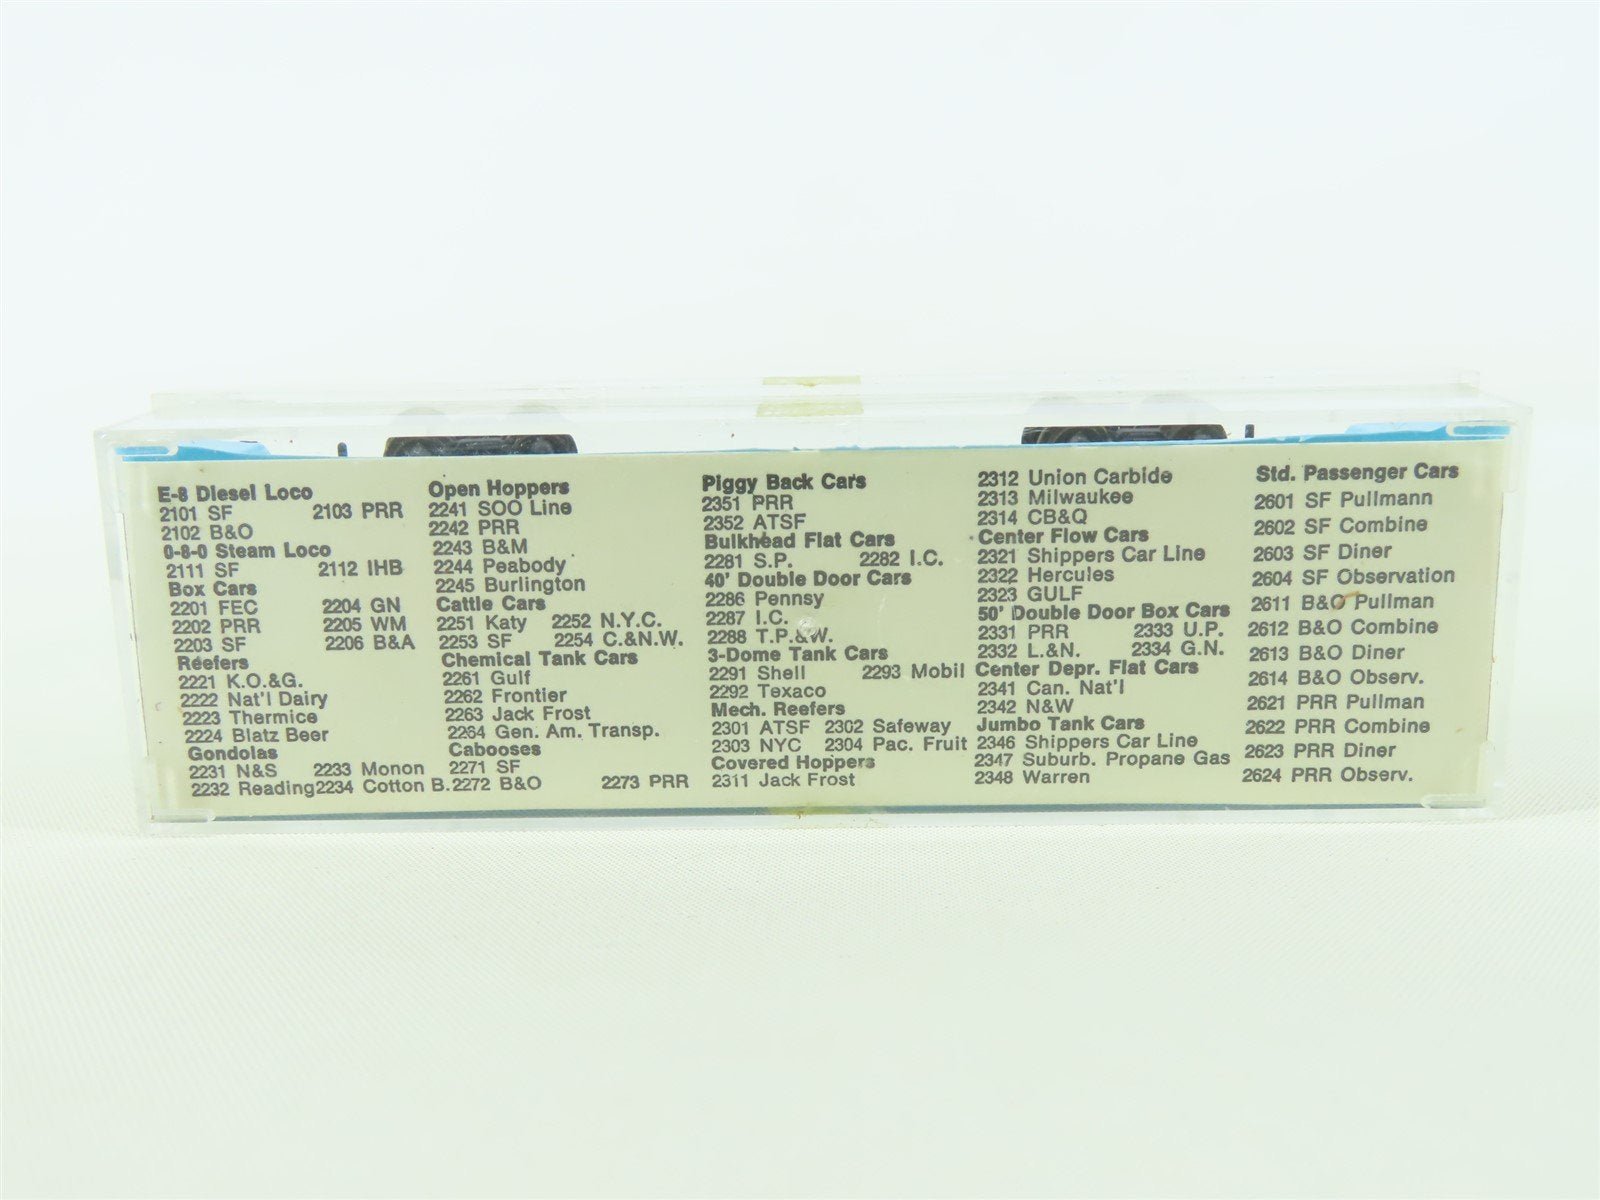 E-8 Diesel Loco
2101 SF 2103 PRR
2102 B&O
0-8-0 Steam Loco
2111 SF 2112 IHB
Box Cars
2201 FEC 2204 GN
2202 PRR 2205 WM
2203 SF 2206 B&A
Reefers
2221 K.O.&G.
2222 Nat'l Dairy
2223 Thermice
2224 Blatz Beer
Gondolas
2231 N&S 2233 Monon
2232 Reading 2234 Cotton B.
Open Hoppers
2241 SOO Line
2242 PRR
2243 B&M
2244 Peabody
2245 Burlington
Cattle Cars
2251 Katy 2252 N.Y.C.
2253 SF 2254 C.&N.W.
Chemical Tank Cars
2261 Gulf
2262 Frontier
2263 Jack Frost
2264 Gen. Am. Transp.
Cabooses
2271 SF
2272 B&O 2273 PRR
Piggy Back Cars
2351 PRR
2352 ATSF
Bulkhead Flat Cars
2281 S.P. 2282 I.C.
40' Double Door Cars
2286 Pennsy
2287 I.C.
2288 T.P.&W.
3-Dome Tank Cars
2291 Shell 2293 Mobil
2292 Texaco
Mech. Reefers
2301 ATSF 2302 Safeway
2303 NYC 2304 Pac. Fruit
Covered Hoppers
2311 Jack Frost
2312 Union Carbide
2313 Milwaukee
2314 CB&Q
Center Flow Cars
2321 Shippers Car Line
2322 Hercules
2323 GULF
50' Double Door Box Cars
2331 PRR 2333 U.P.
2332 L.&N. 2334 G.N.
Center Depr. Flat Cars
2341 Can. Nat'l
2342 N&W
Jumbo Tank Cars
2346 Shippers Car Line
2347 Suburb. Propane Gas
2348 Warren
Std. Passenger Cars
2601 SF Pullmann
2602 SF Combine
2603 SF Diner
2604 SF Observation
2611 B&O Pullman
2612 B&O Combine
2613 B&O Diner
2614 B&O Observ.
2621 PRR Pullman
2622 PRR Combine
2623 PRR Diner
2624 PRR Observ.